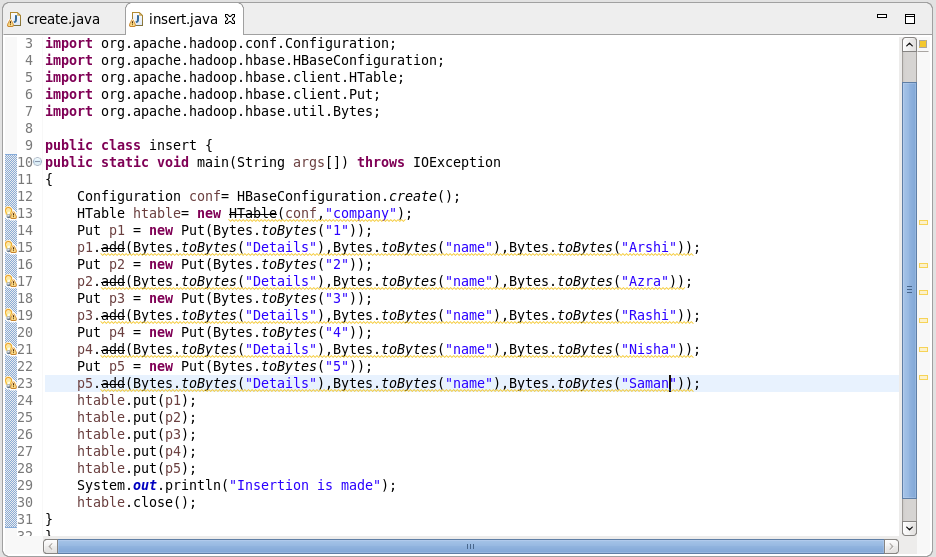 create.java insert.java
3 import org.apache.hadoop.conf.Configuration;
4 import org.apache.hadoop.hbase.HBaseConfiguration;
5 import org.apache.hadoop.hbase.client.HTable;
6 import org.apache.hadoop.hbase.client.Put;
7 import org.apache.hadoop.hbase.util.Bytes;
8
9 public class insert {
10 public static void main(String args[]) throws IOException
11 {
12 Configuration conf= HBaseConfiguration.create();
13 HTable htable= new HTable(conf,"company");
14 Put p1 = new Put(Bytes.toBytes("1"));
15 p1.add(Bytes.toBytes("Details"),Bytes.toBytes("name"),Bytes.toBytes("Arshi"));
16 Put p2 = new Put(Bytes.toBytes("2"));
17 p2.add(Bytes.toBytes("Details"),Bytes.toBytes("name"),Bytes.toBytes("Azra"));
18 Put p3 = new Put(Bytes.toBytes("3"));
19 p3.add(Bytes.toBytes("Details"),Bytes.toBytes("name"),Bytes.toBytes("Rashi"));
20 Put p4 = new Put(Bytes.toBytes("4"));
21 p4.add(Bytes.toBytes("Details"),Bytes.toBytes("name"),Bytes.toBytes("Nisha"));
22 Put p5 = new Put(Bytes.toBytes("5"));
23 p5.add(Bytes.toBytes("Details"),Bytes.toBytes("name"),Bytes.toBytes("Saman"));
24 htable.put(p1);
25 htable.put(p2);
26 htable.put(p3);
27 htable.put(p4);
28 htable.put(p5);
29 System.out.println("Insertion is made");
30 htable.close();
31 }
32 }